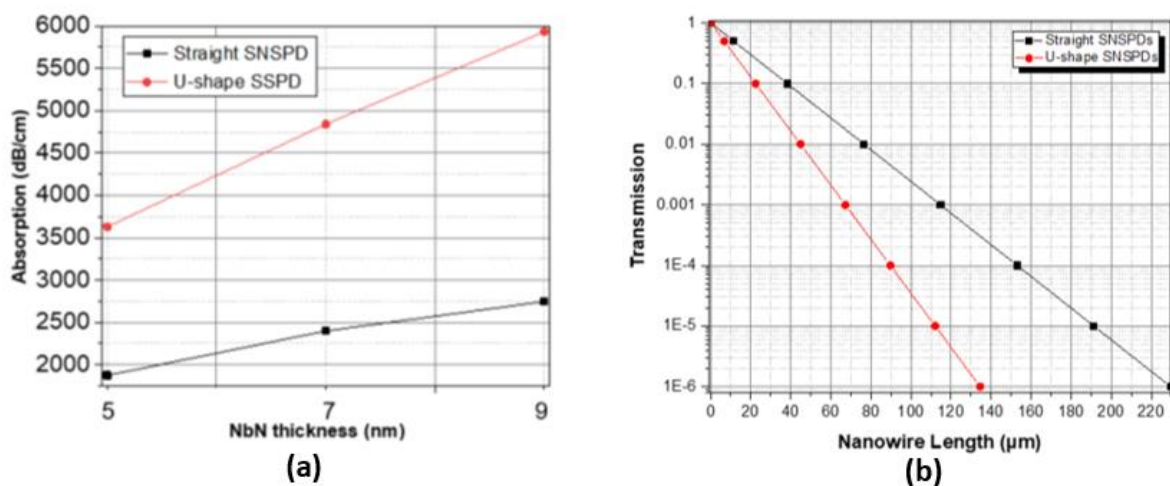 6000
5500
5000
4500
4000
3500
3000
2500
2000
Absorption (dB/cm)
Straight SNSPD
U-shape SSPD
5
7
9
NbN thickness (nm)
(a)
1
0.1
0.01
0.001
1E-4
1E-5
1E-6
Transmission
Straight SNSPDs
U-shape SNSPDs
0 20 40 60 80 100 120 140 160 180 200 220
Nanowire Length (µm)
(b)